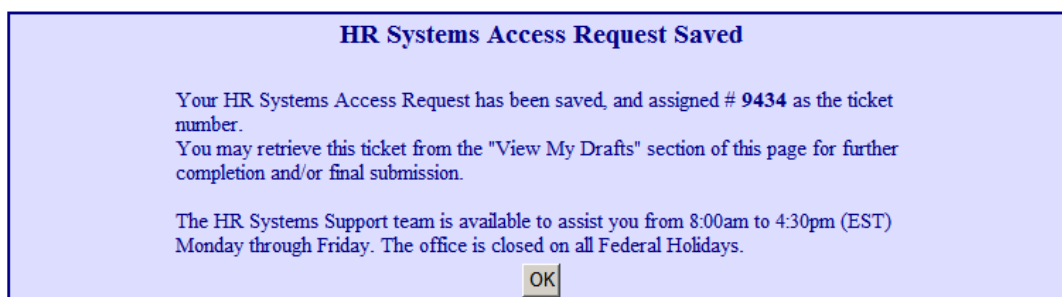 HR Systems Access Request Saved
Your HR Systems Access Request has been saved, and assigned # 9434 as the ticket
number.
You may retrieve this ticket from the "View My Drafts" section of this page for further
completion and/or final submission.
The HR Systems Support team is available to assist you from 8:00am to 4:30pm (EST)
Monday through Friday. The office is closed on all Federal Holidays.
OK